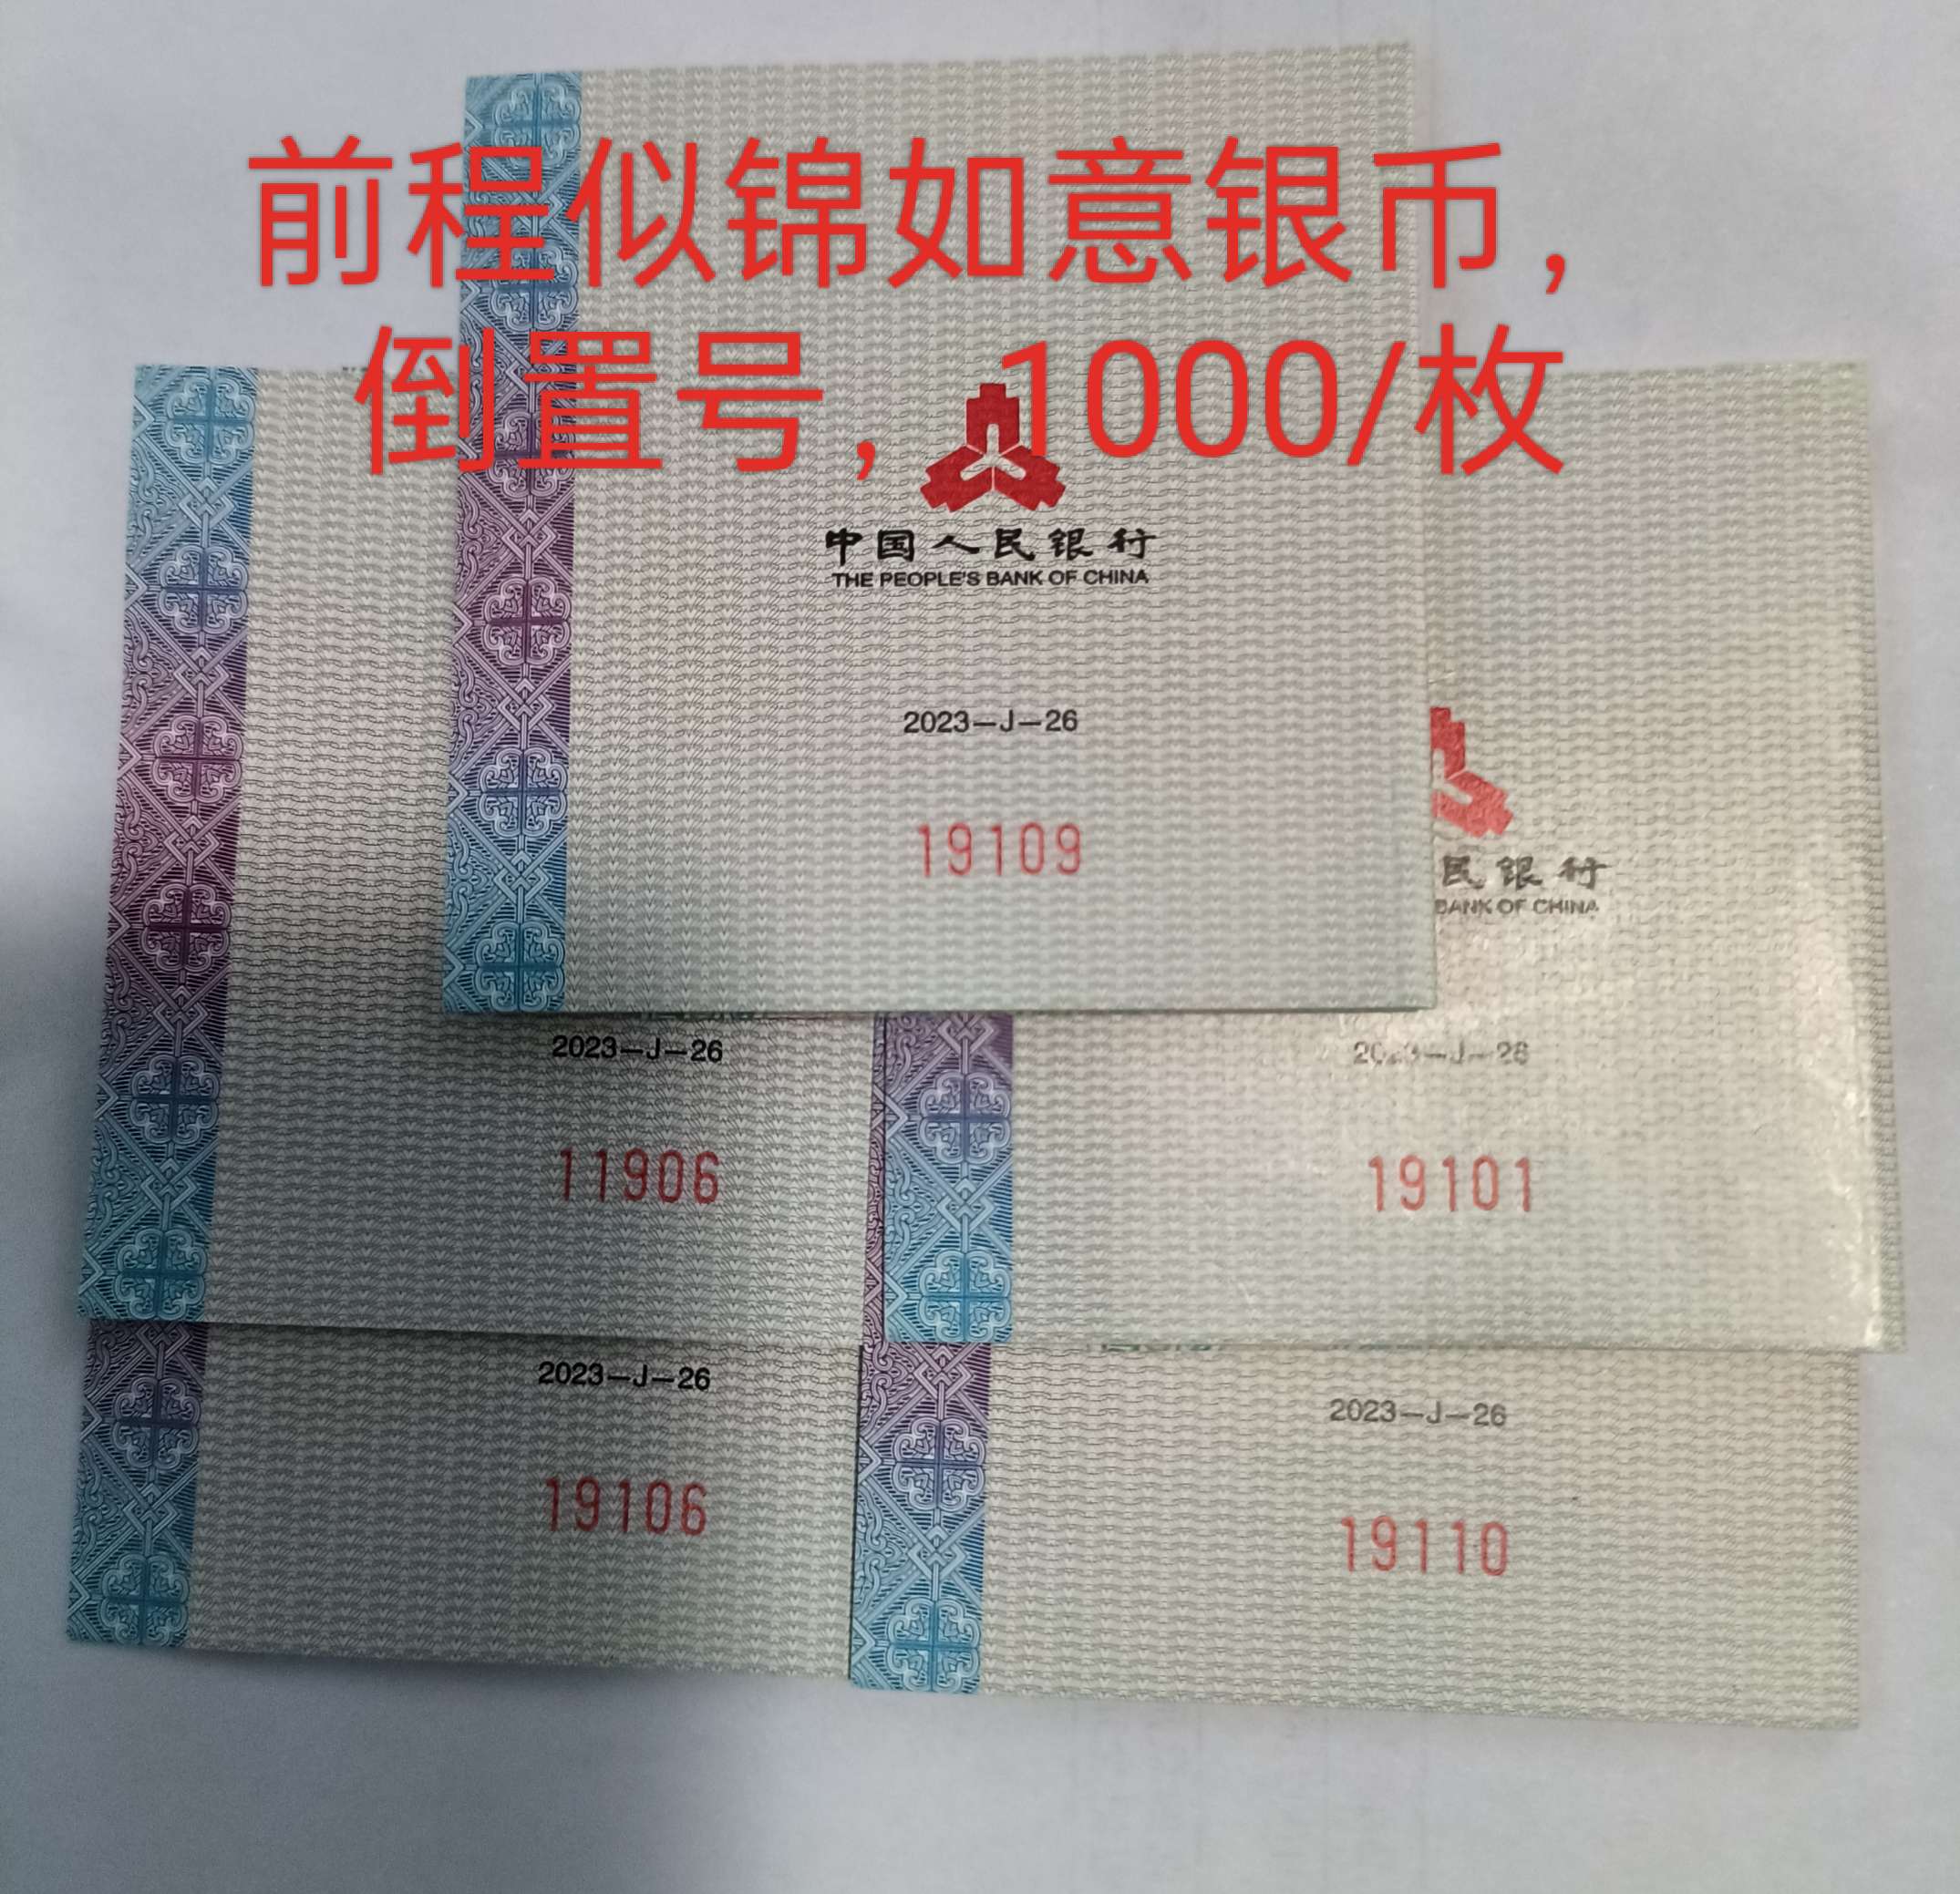 前程似锦如意银币，
倒置号，1000/枚
中国人民银行
THE PEOPLE'S BANK OF CHINA
2023-J-26
19109
民银行
BANK OF CHINA
2023-J-26
11906
2023-J-26
19101
2023-J-26
19106
2023-J-26
19110